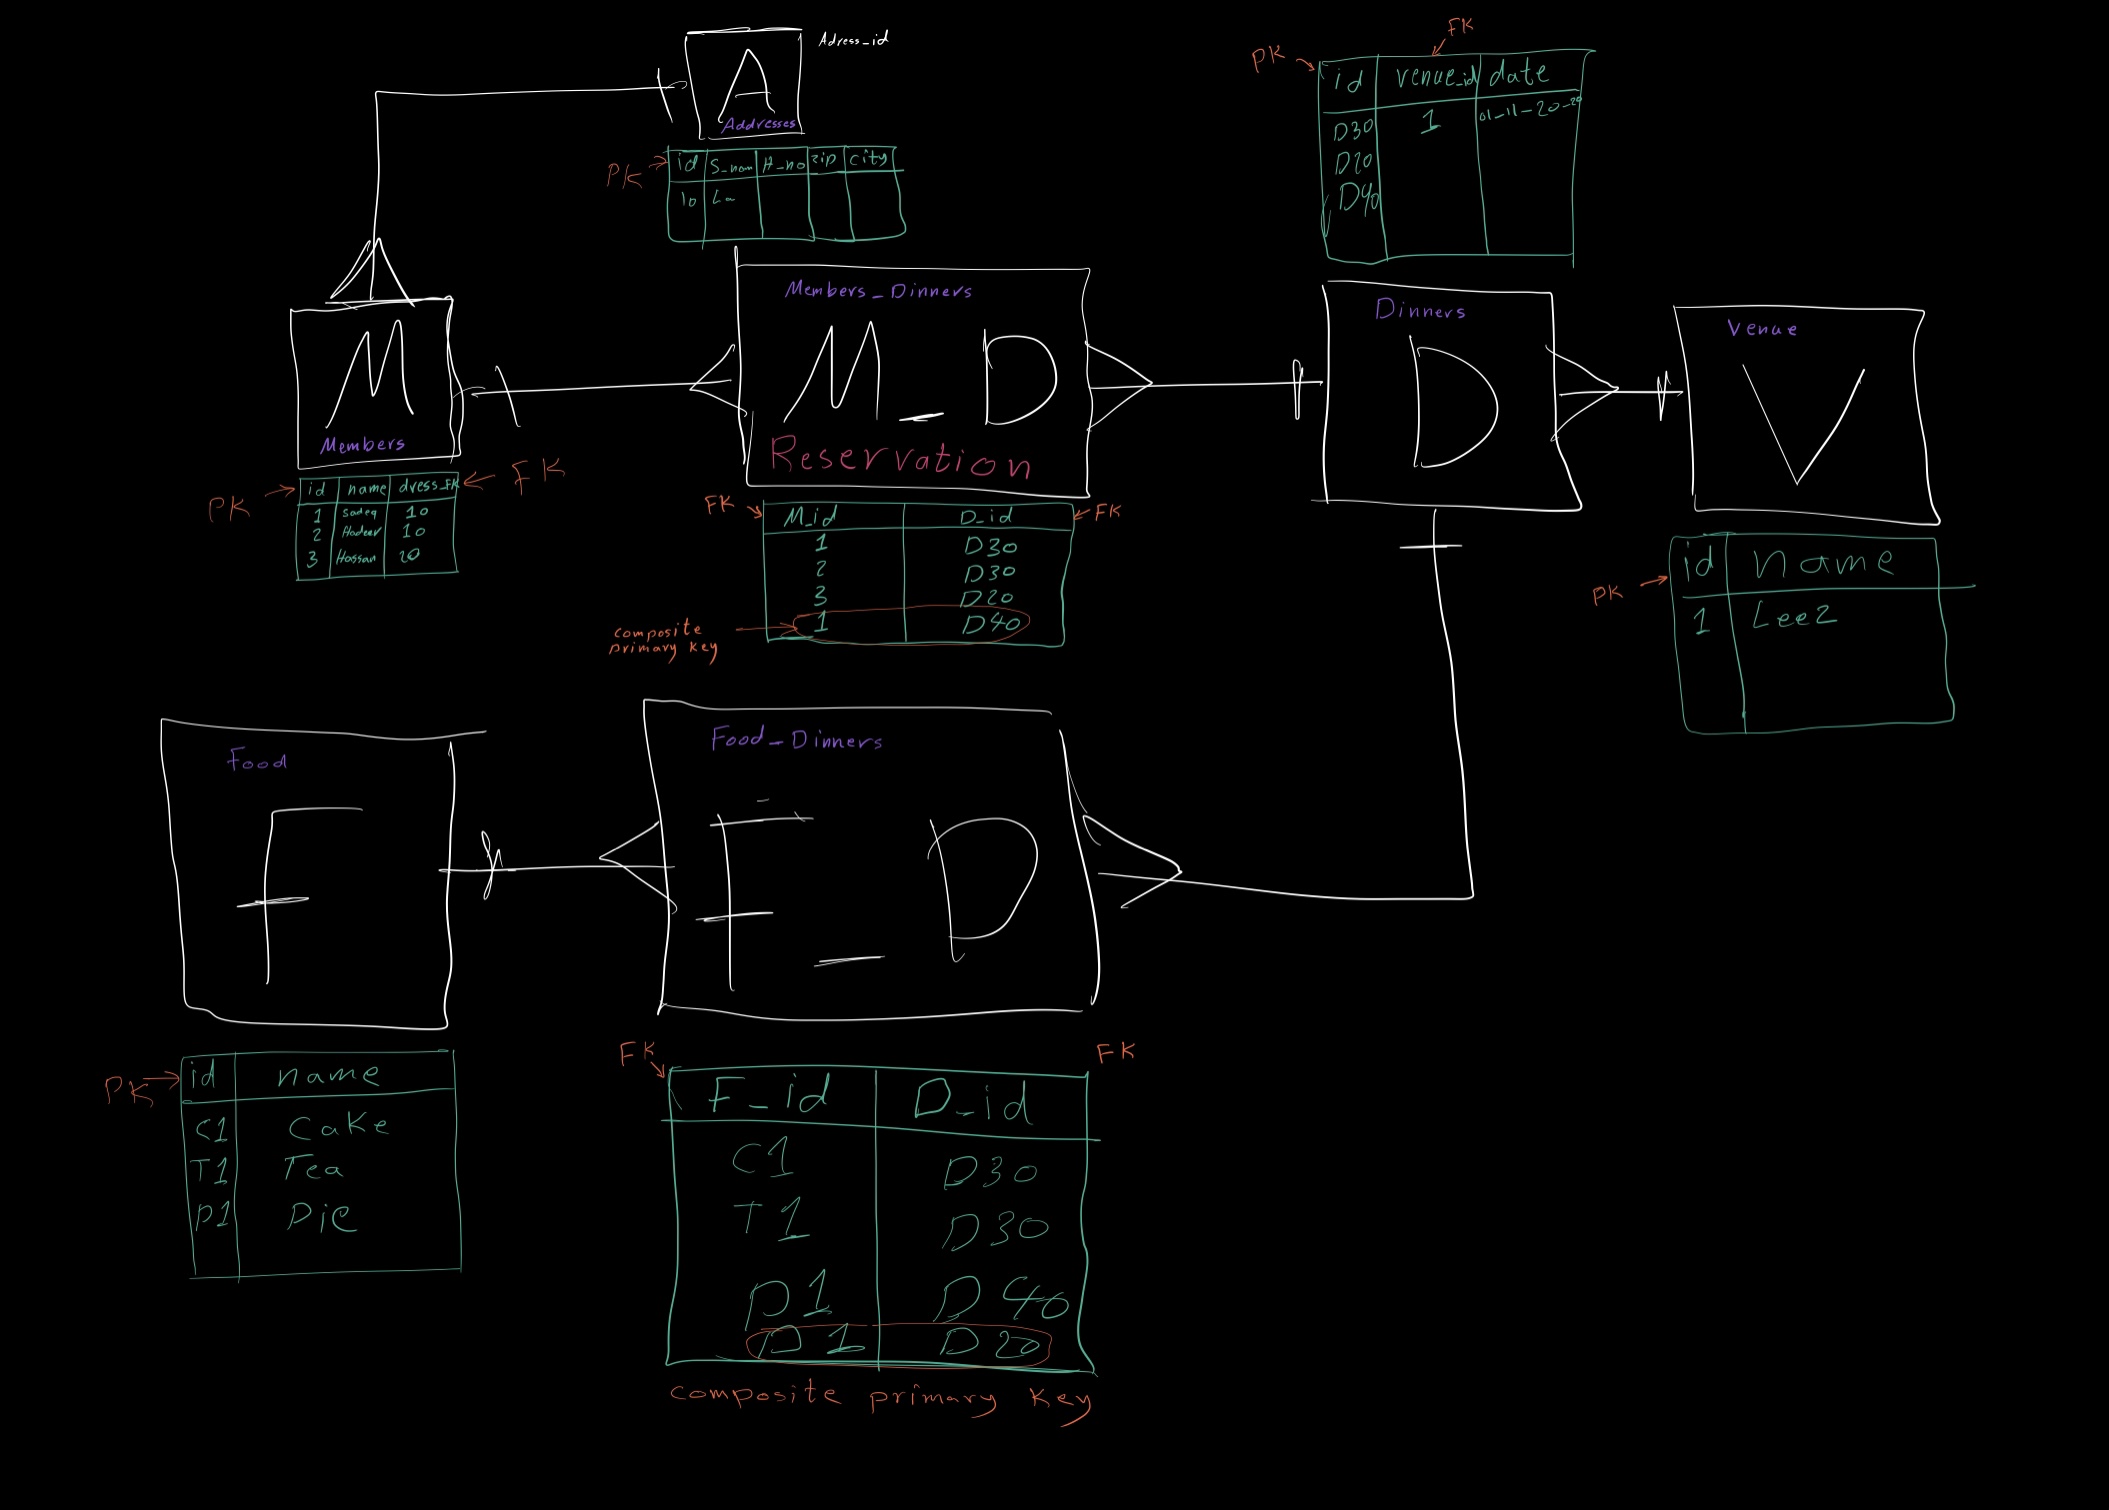 A
Adress_id
Addresses
PK
id S_nam H_no zip city
10 La
FK
PK
id venue_id date
D30 1 01-11-20-20
D20
D40
M
Members
PK
FK
id name dress_FK
1 Sadeq 10
2 Hadeer 10
3 Hassan 20
Members_Dinners
M_D
Reservation
FK
FK
M_id D_id
1 D30
2 D30
3 D20
1 D40
composite
primary key
Dinners
D
Venue
V
PK
id name
1 Lee2
Food
F
PK
id name
C1 Cake
T1 Tea
P1 Pie
Food_Dinners
F_D
FK
FK
F_id D_id
C1 D30
T1 D30
P1 D40
P1 D20
composite primary key